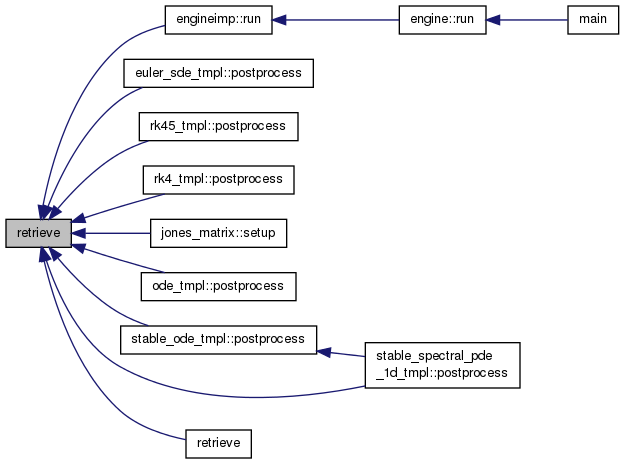 engineimp::run
engine::run
main
euler_sde_tmpl::postprocess
rk45_tmpl::postprocess
rk4_tmpl::postprocess
retrieve
jones_matrix::setup
ode_tmpl::postprocess
stable_ode_tmpl::postprocess
stable_spectral_pde
_1d_tmpl::postprocess
retrieve